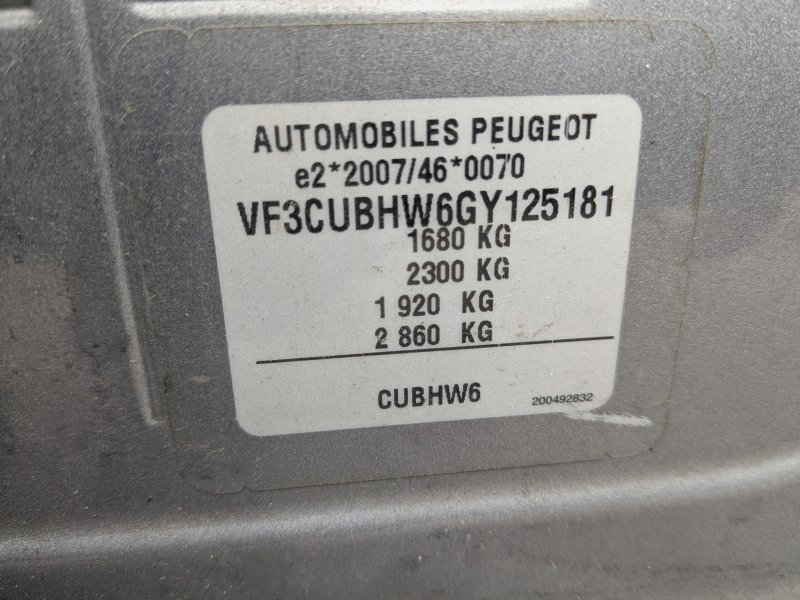 AUTOMOBILES PEUGEOT
e2*2007/46*0070
VF3CUBHW6GY125181
1680 KG
2300 KG
1 920 KG
2 860 KG
CUBHW6
200492832